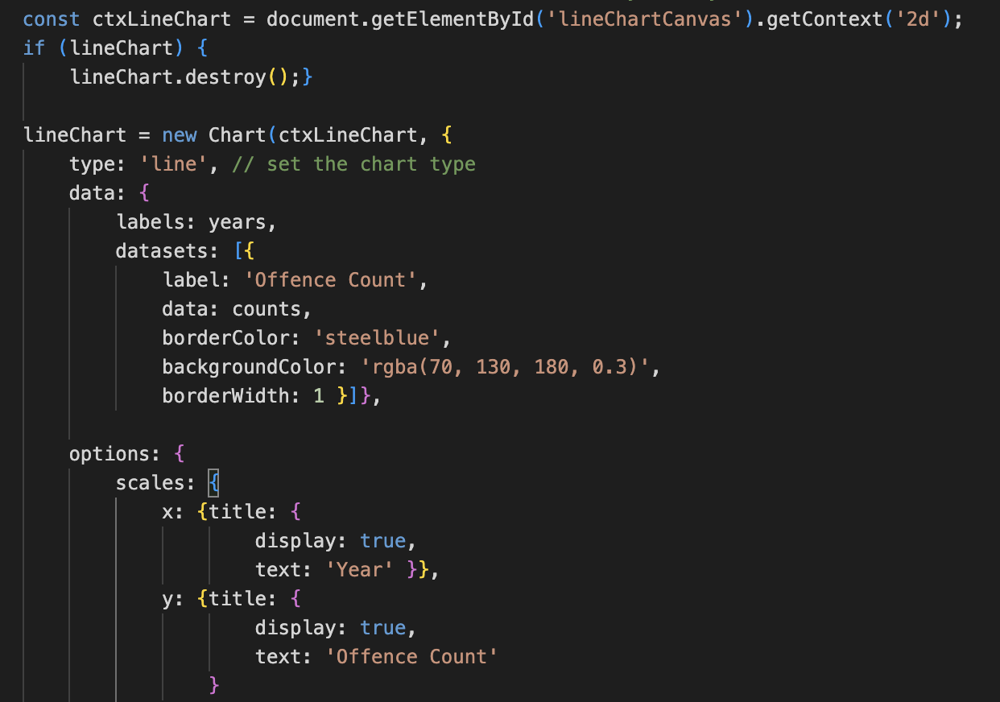 const ctxLineChart = document.getElementById('lineChartCanvas').getContext('2d');
if (lineChart) {
    lineChart.destroy();}

lineChart = new Chart(ctxLineChart, {
    type: 'line', // set the chart type
    data: {
        labels: years,
        datasets: [{
            label: 'Offence Count',
            data: counts,
            borderColor: 'steelblue',
            backgroundColor: 'rgba(70, 130, 180, 0.3)',
            borderWidth: 1 }]},

    options: {
        scales: {
            x: {title: {
                    display: true,
                    text: 'Year' }},
            y: {title: {
                    display: true,
                    text: 'Offence Count'
                }